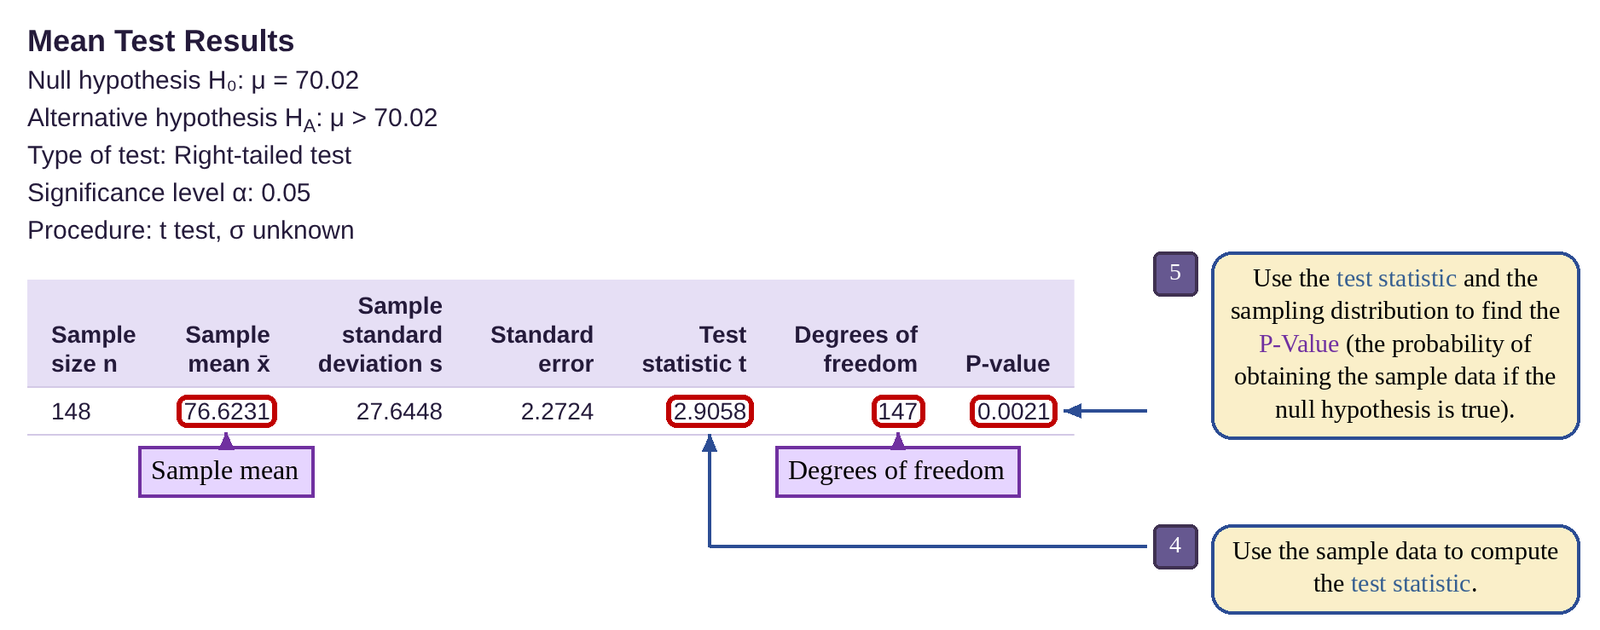 Mean Test Results
Null hypothesis H₀: μ = 70.02
Alternative hypothesis H_A: μ > 70.02
Type of test: Right-tailed test
Significance level α: 0.05
Procedure: t test, σ unknown
Sample size n
Sample mean x̄
Sample standard deviation s
Standard error
Test statistic t
Degrees of freedom
P-value
148 76.6231 27.6448 2.2724 2.9058 147 0.0021
Sample mean
Degrees of freedom
5
Use the test statistic and the
sampling distribution to find the
P-Value (the probability of
obtaining the sample data if the
null hypothesis is true).
4
Use the sample data to compute
the test statistic.